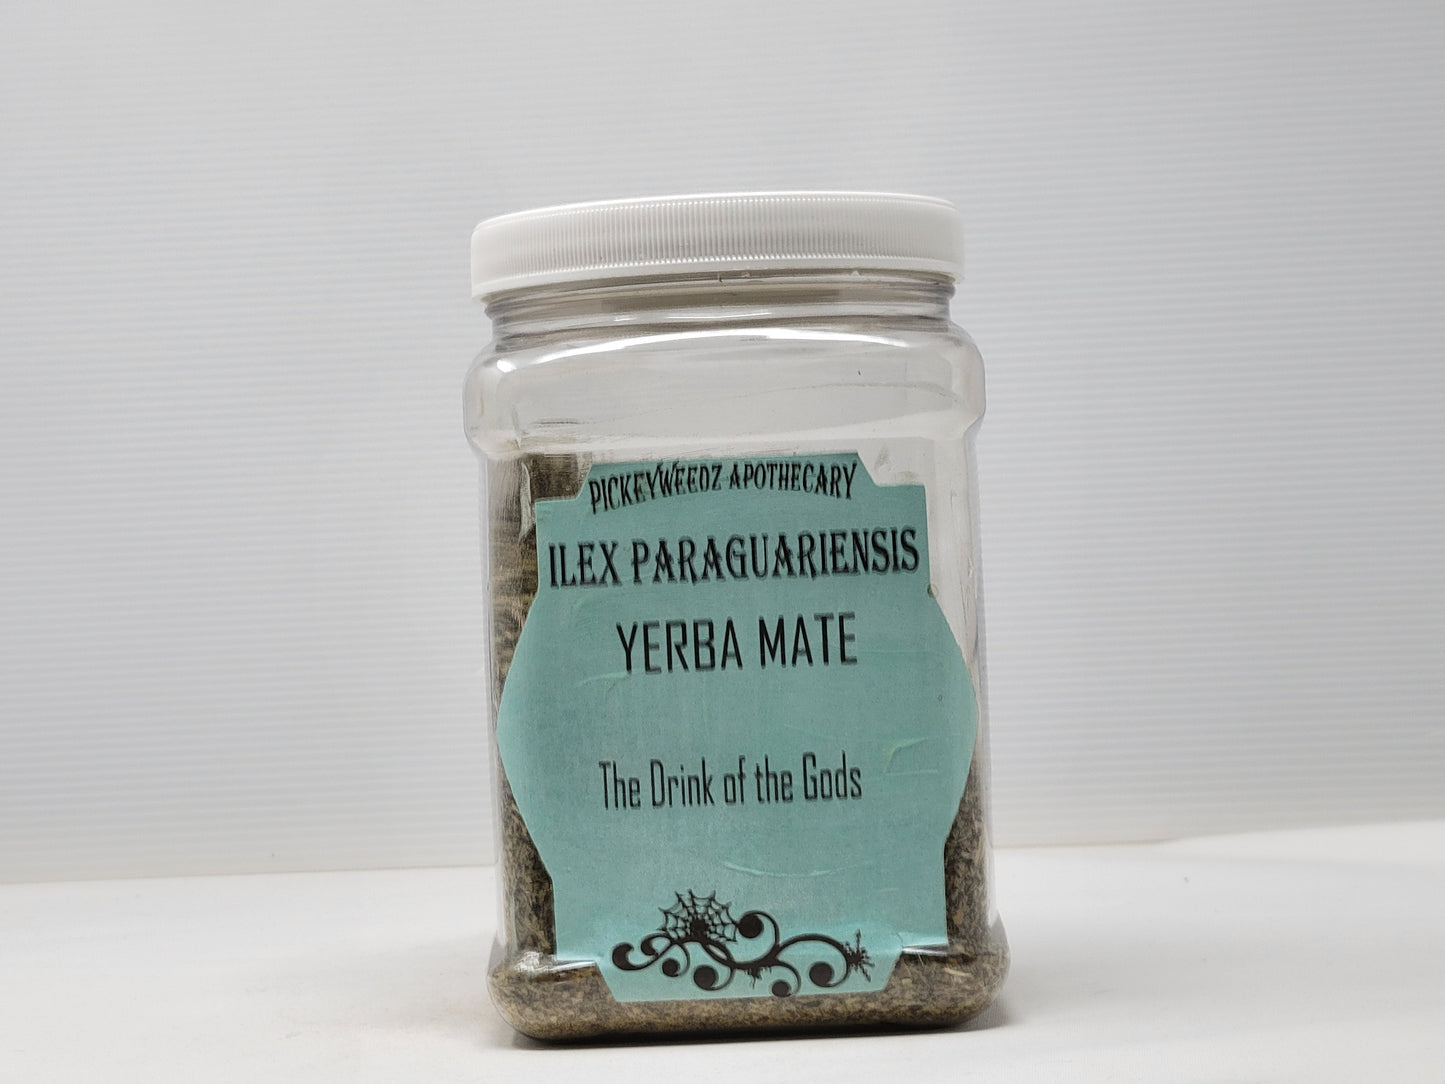 PICKEYWEEDZ APOTHECARY
ILEX PARAGUARIENSIS
YERBA MATE
The Drink of the Gods